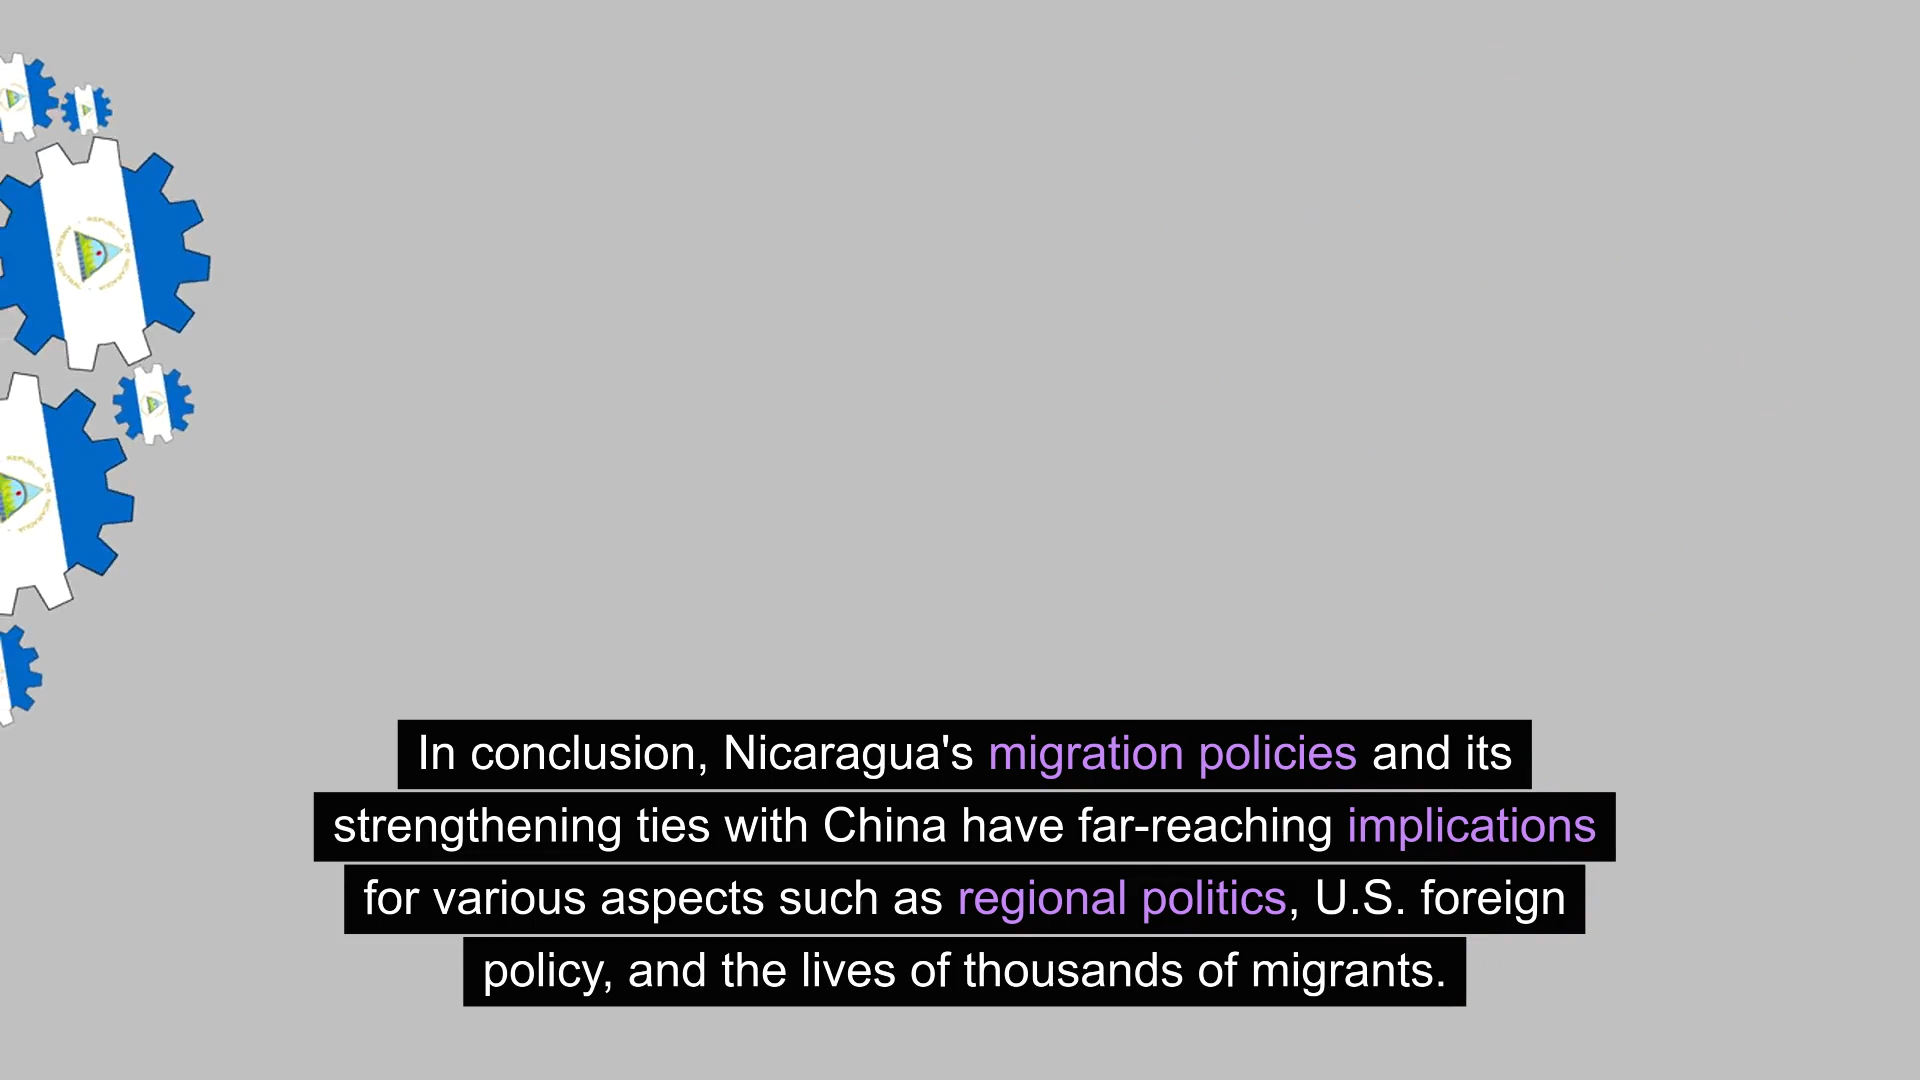 In conclusion, Nicaragua's migration policies and its
strengthening ties with China have far-reaching implications
for various aspects such as regional politics, U.S. foreign
policy, and the lives of thousands of migrants.